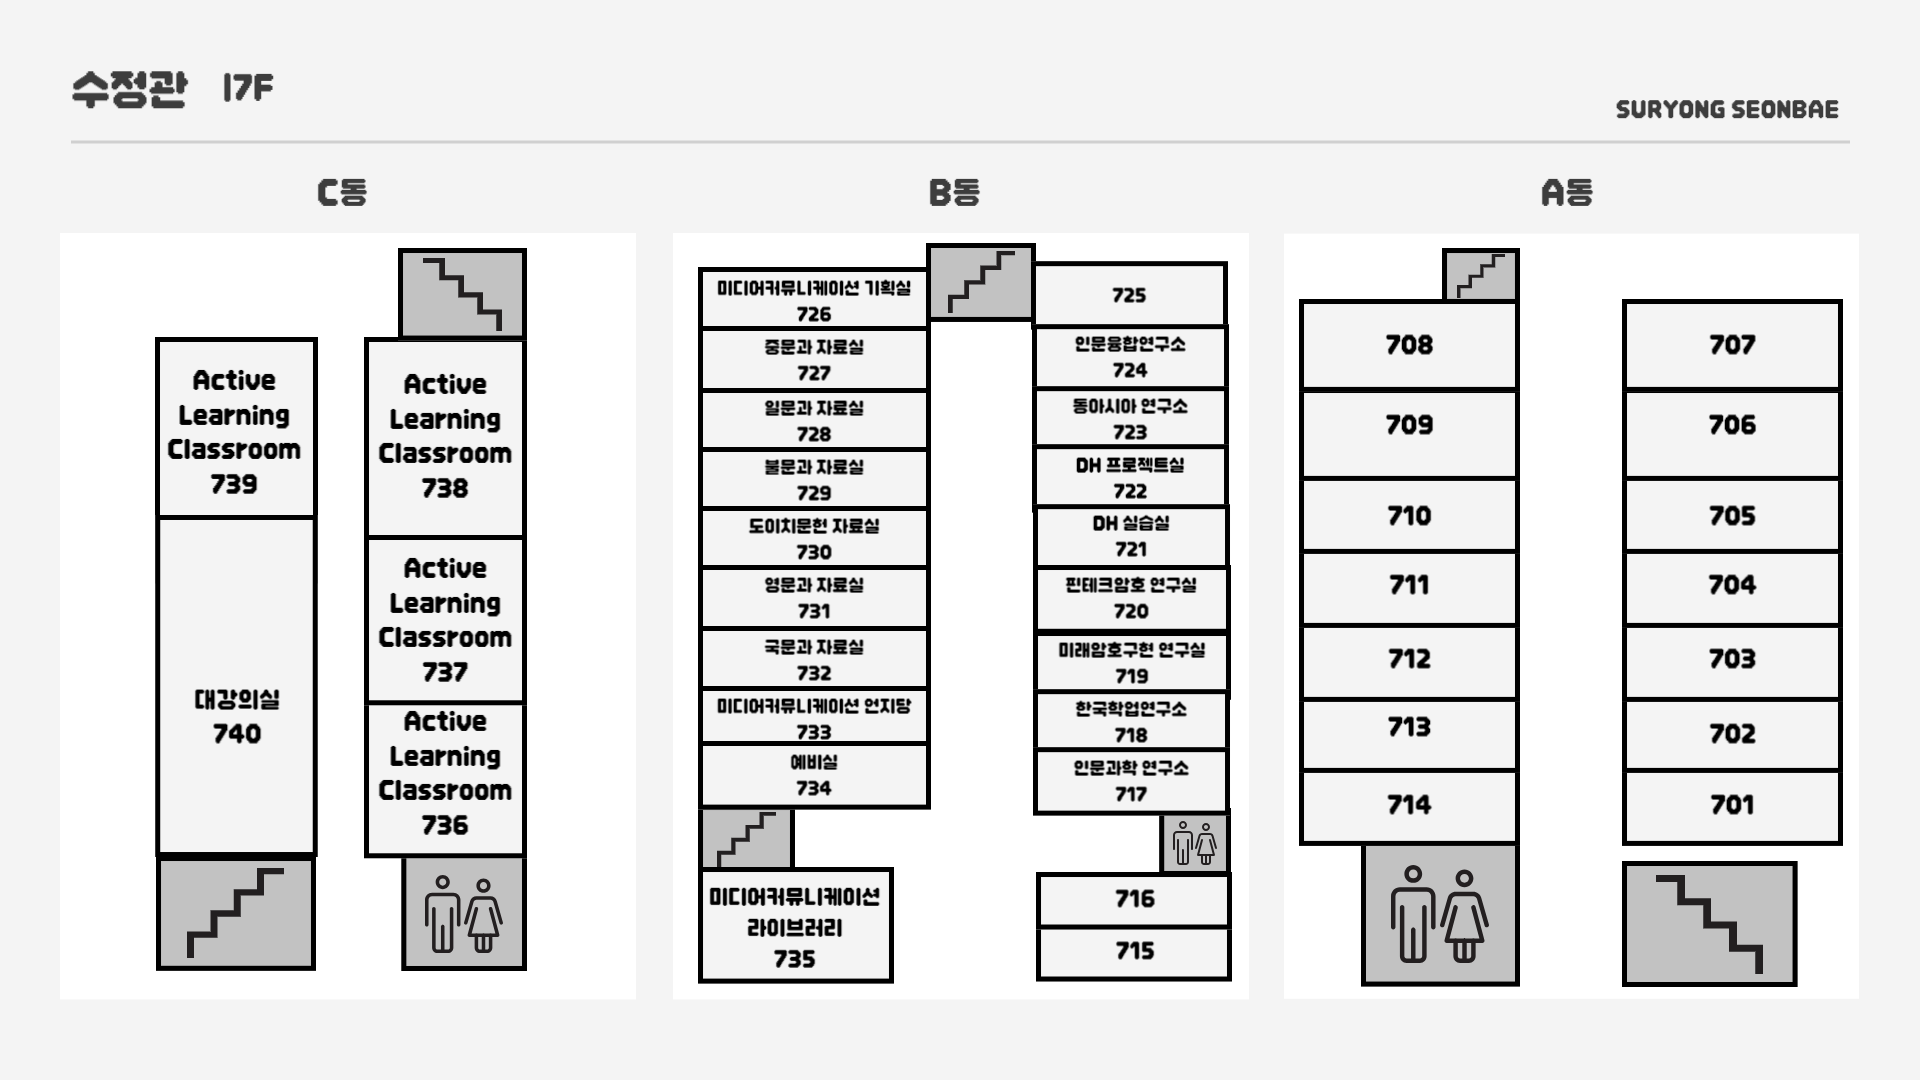 수정관 17F
SURYONG SEONBAE
C동
Active
Learning
Classroom
739
대강의실
740
Active
Learning
Classroom
738
Active
Learning
Classroom
737
Active
Learning
Classroom
736
B동
미디어커뮤니케이션 기획실
726
중문과 자료실
727
일문과 자료실
728
불문과 자료실
729
도이치문헌 자료실
730
영문과 자료실
731
국문과 자료실
732
미디어커뮤니케이션 언지당
733
예비실
734
미디어커뮤니케이션
라이브러리
735
725
인문융합연구소
724
동아시아 연구소
723
DH 프로젝트실
722
DH 실습실
721
핀테크암호 연구실
720
미래암호구현 연구실
719
한국학업연구소
718
인문과학 연구소
717
716
715
A동
708
709
710
711
712
713
714
707
706
705
704
703
702
701